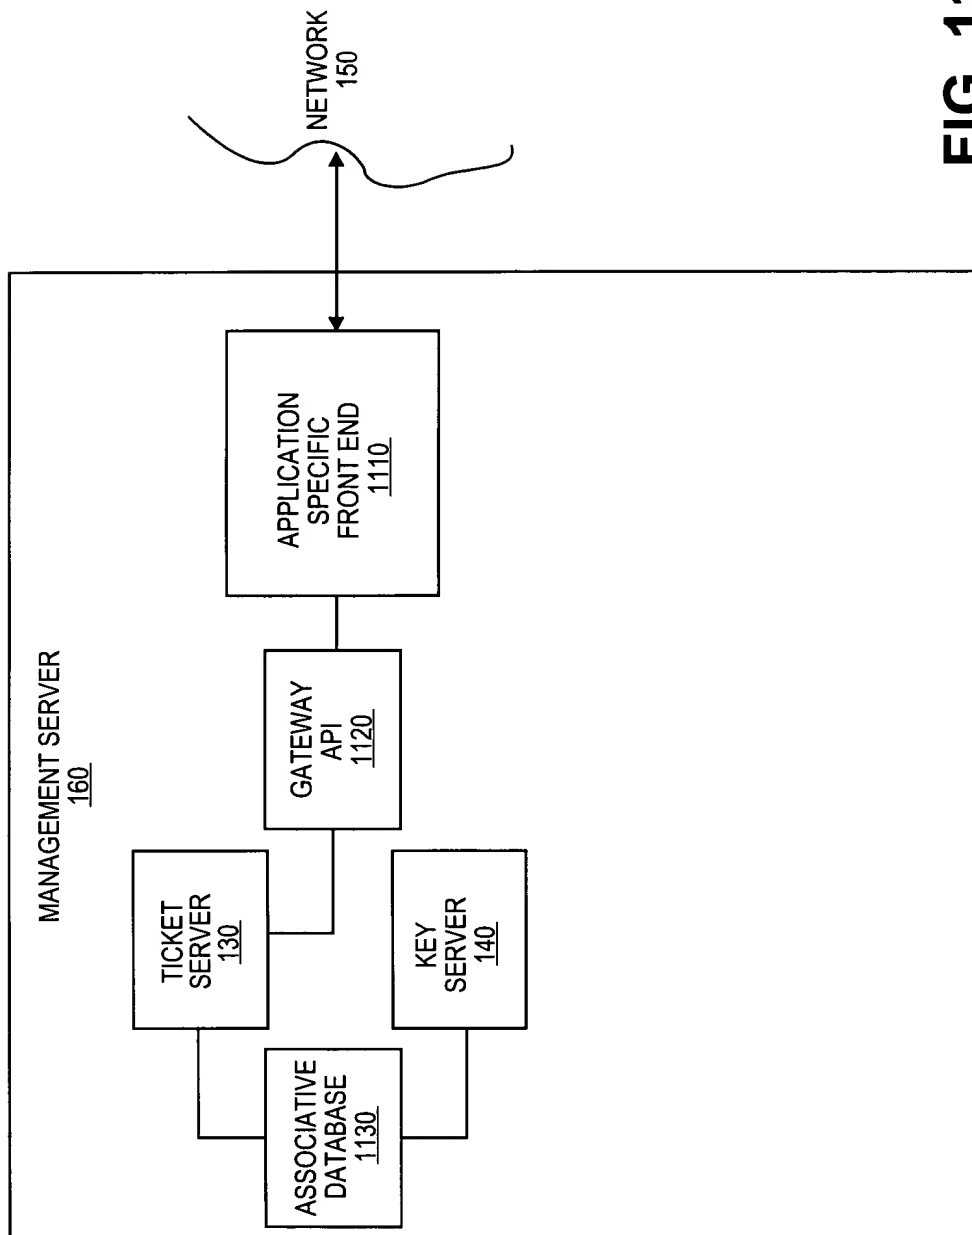 MANAGEMENT SERVER
160
ASSOCIATIVE
DATABASE
1130
TICKET
SERVER
130
KEY
SERVER
140
GATEWAY
API
1120
APPLICATION
SPECIFIC
FRONT END
1110
NETWORK
150
FIG. 11